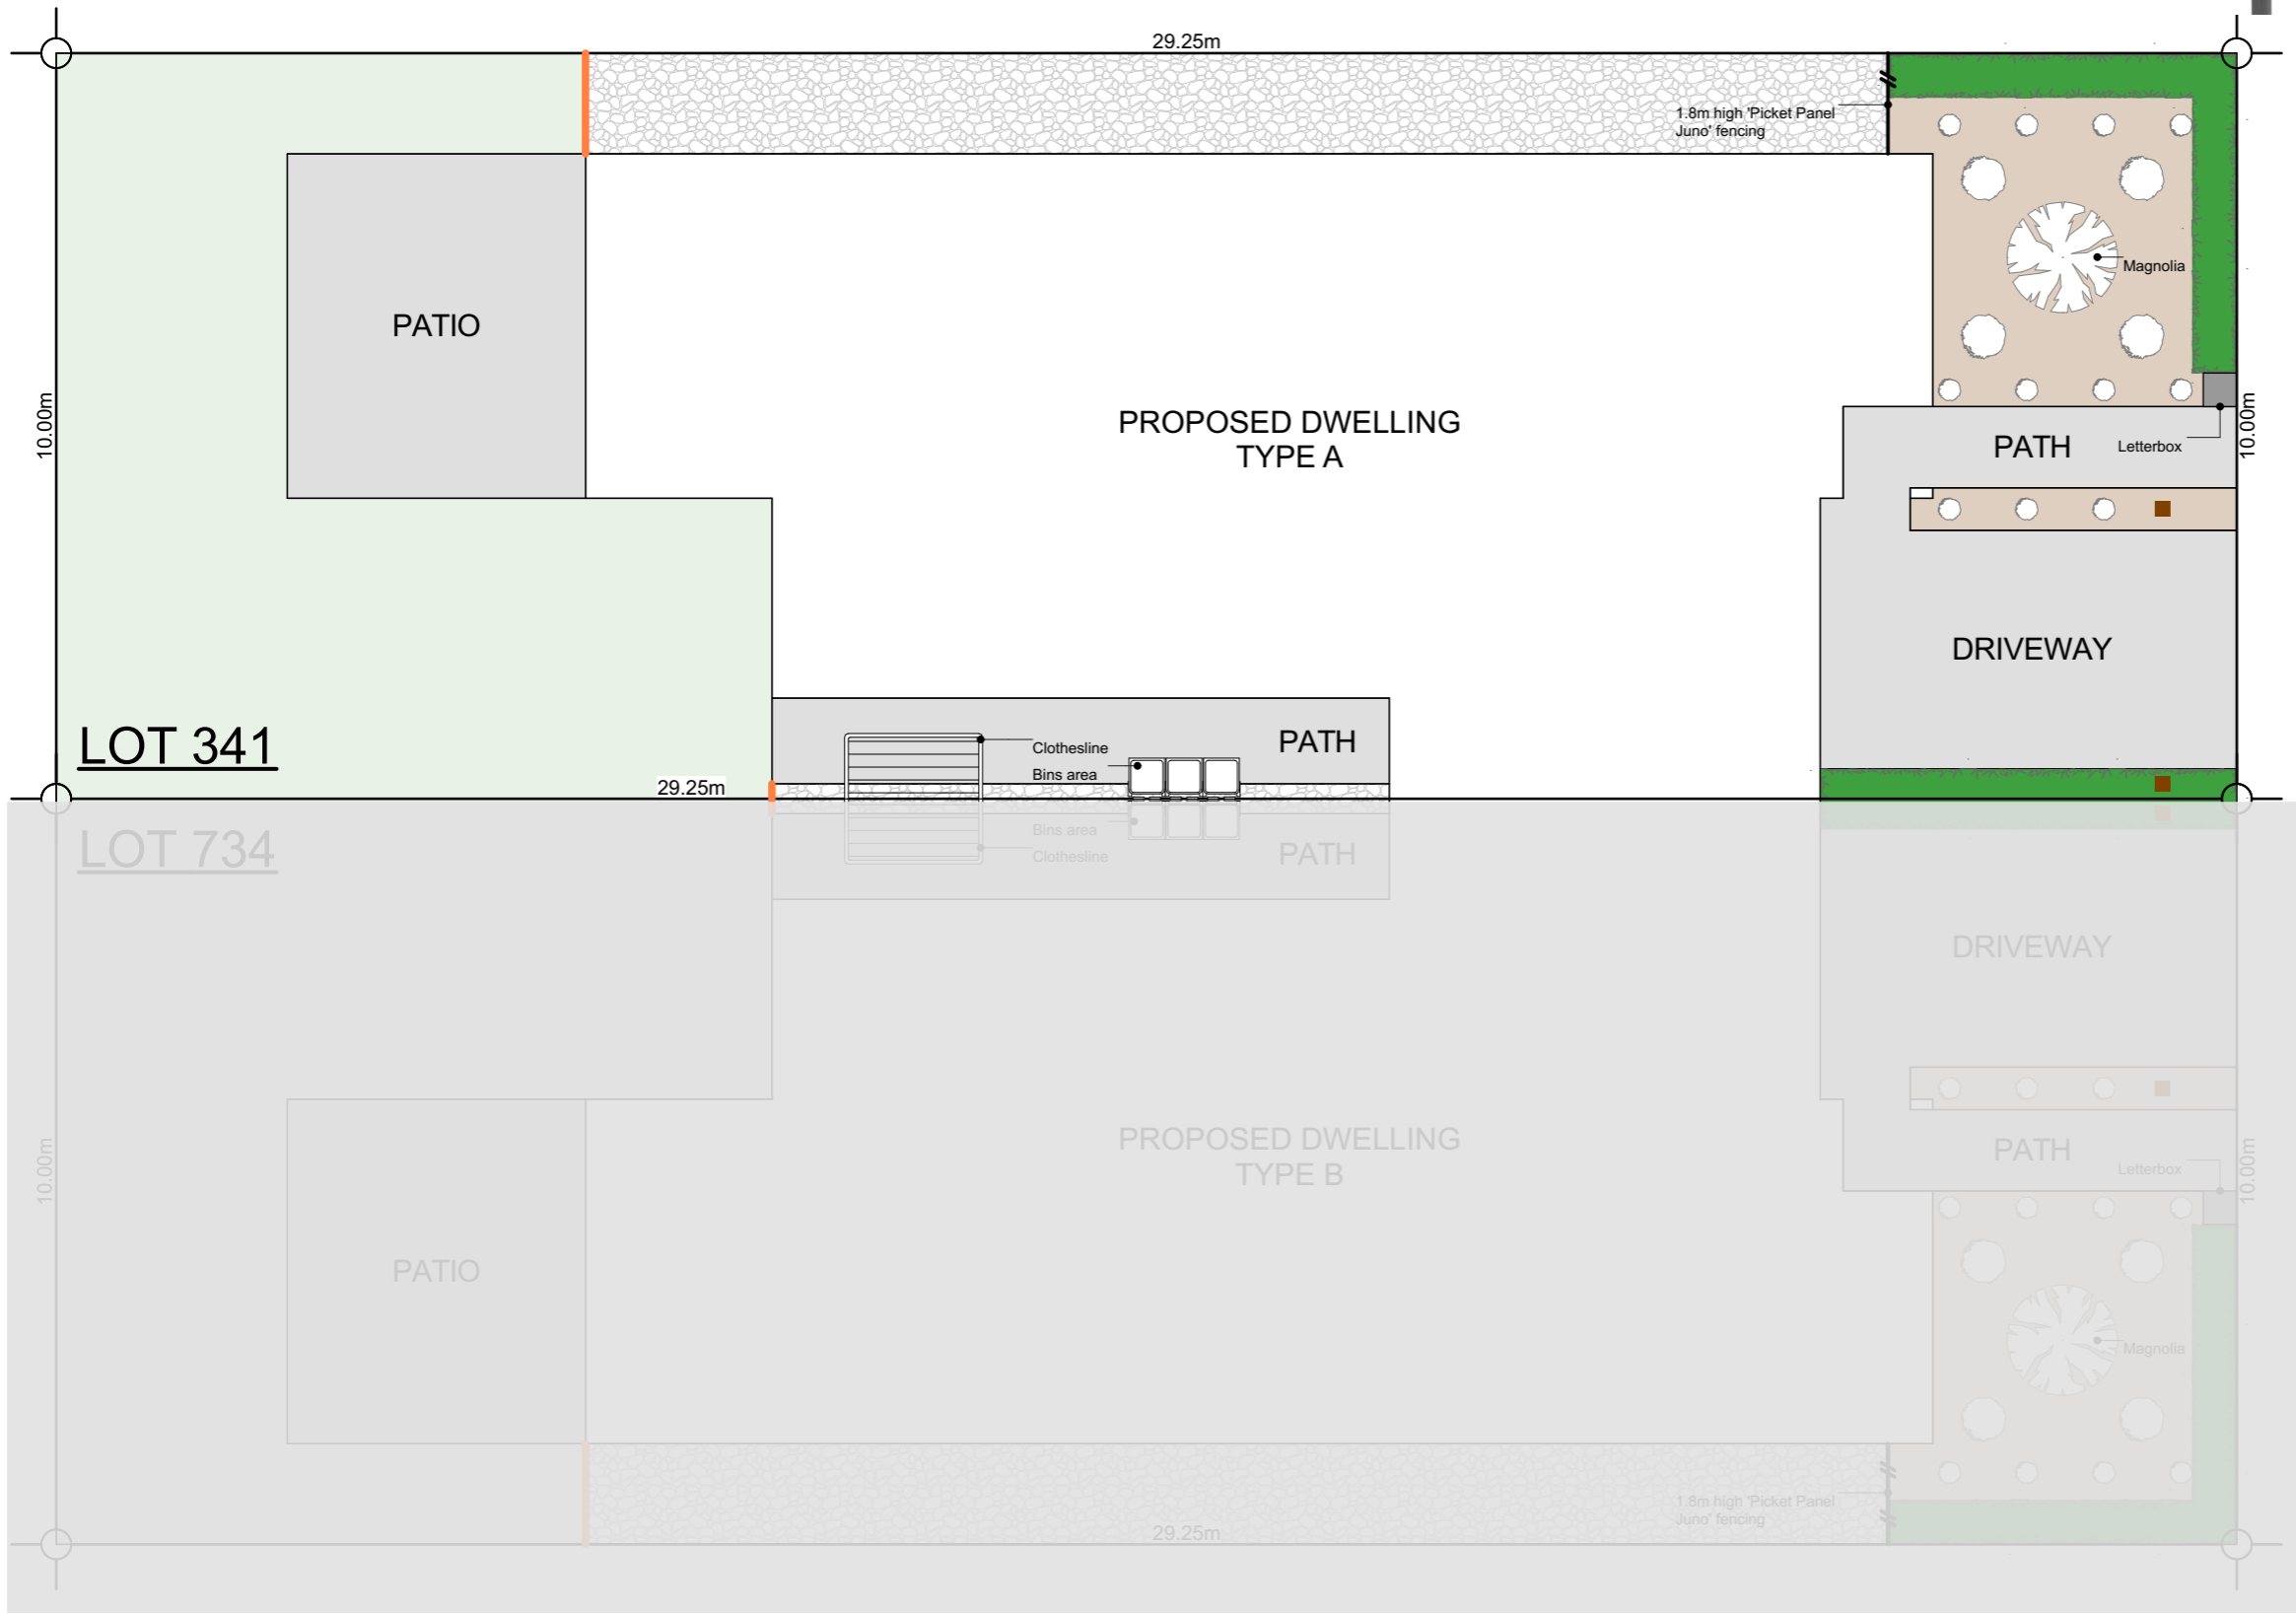 29.25m
1.8m high 'Picket Panel
Juno' fencing
Magnolia
PATIO
10.00m
PROPOSED DWELLING
TYPE A
PATH
Letterbox
10.00m
DRIVEWAY
LOT 341
Clothesline
Bins area
PATH
29.25m
LOT 734
Bins area
Clothesline
PATH
DRIVEWAY
10.00m
PROPOSED DWELLING
TYPE B
PATH
Letterbox
10.00m
PATIO
Magnolia
1.8m high 'Picket Panel
Juno' fencing
29.25m